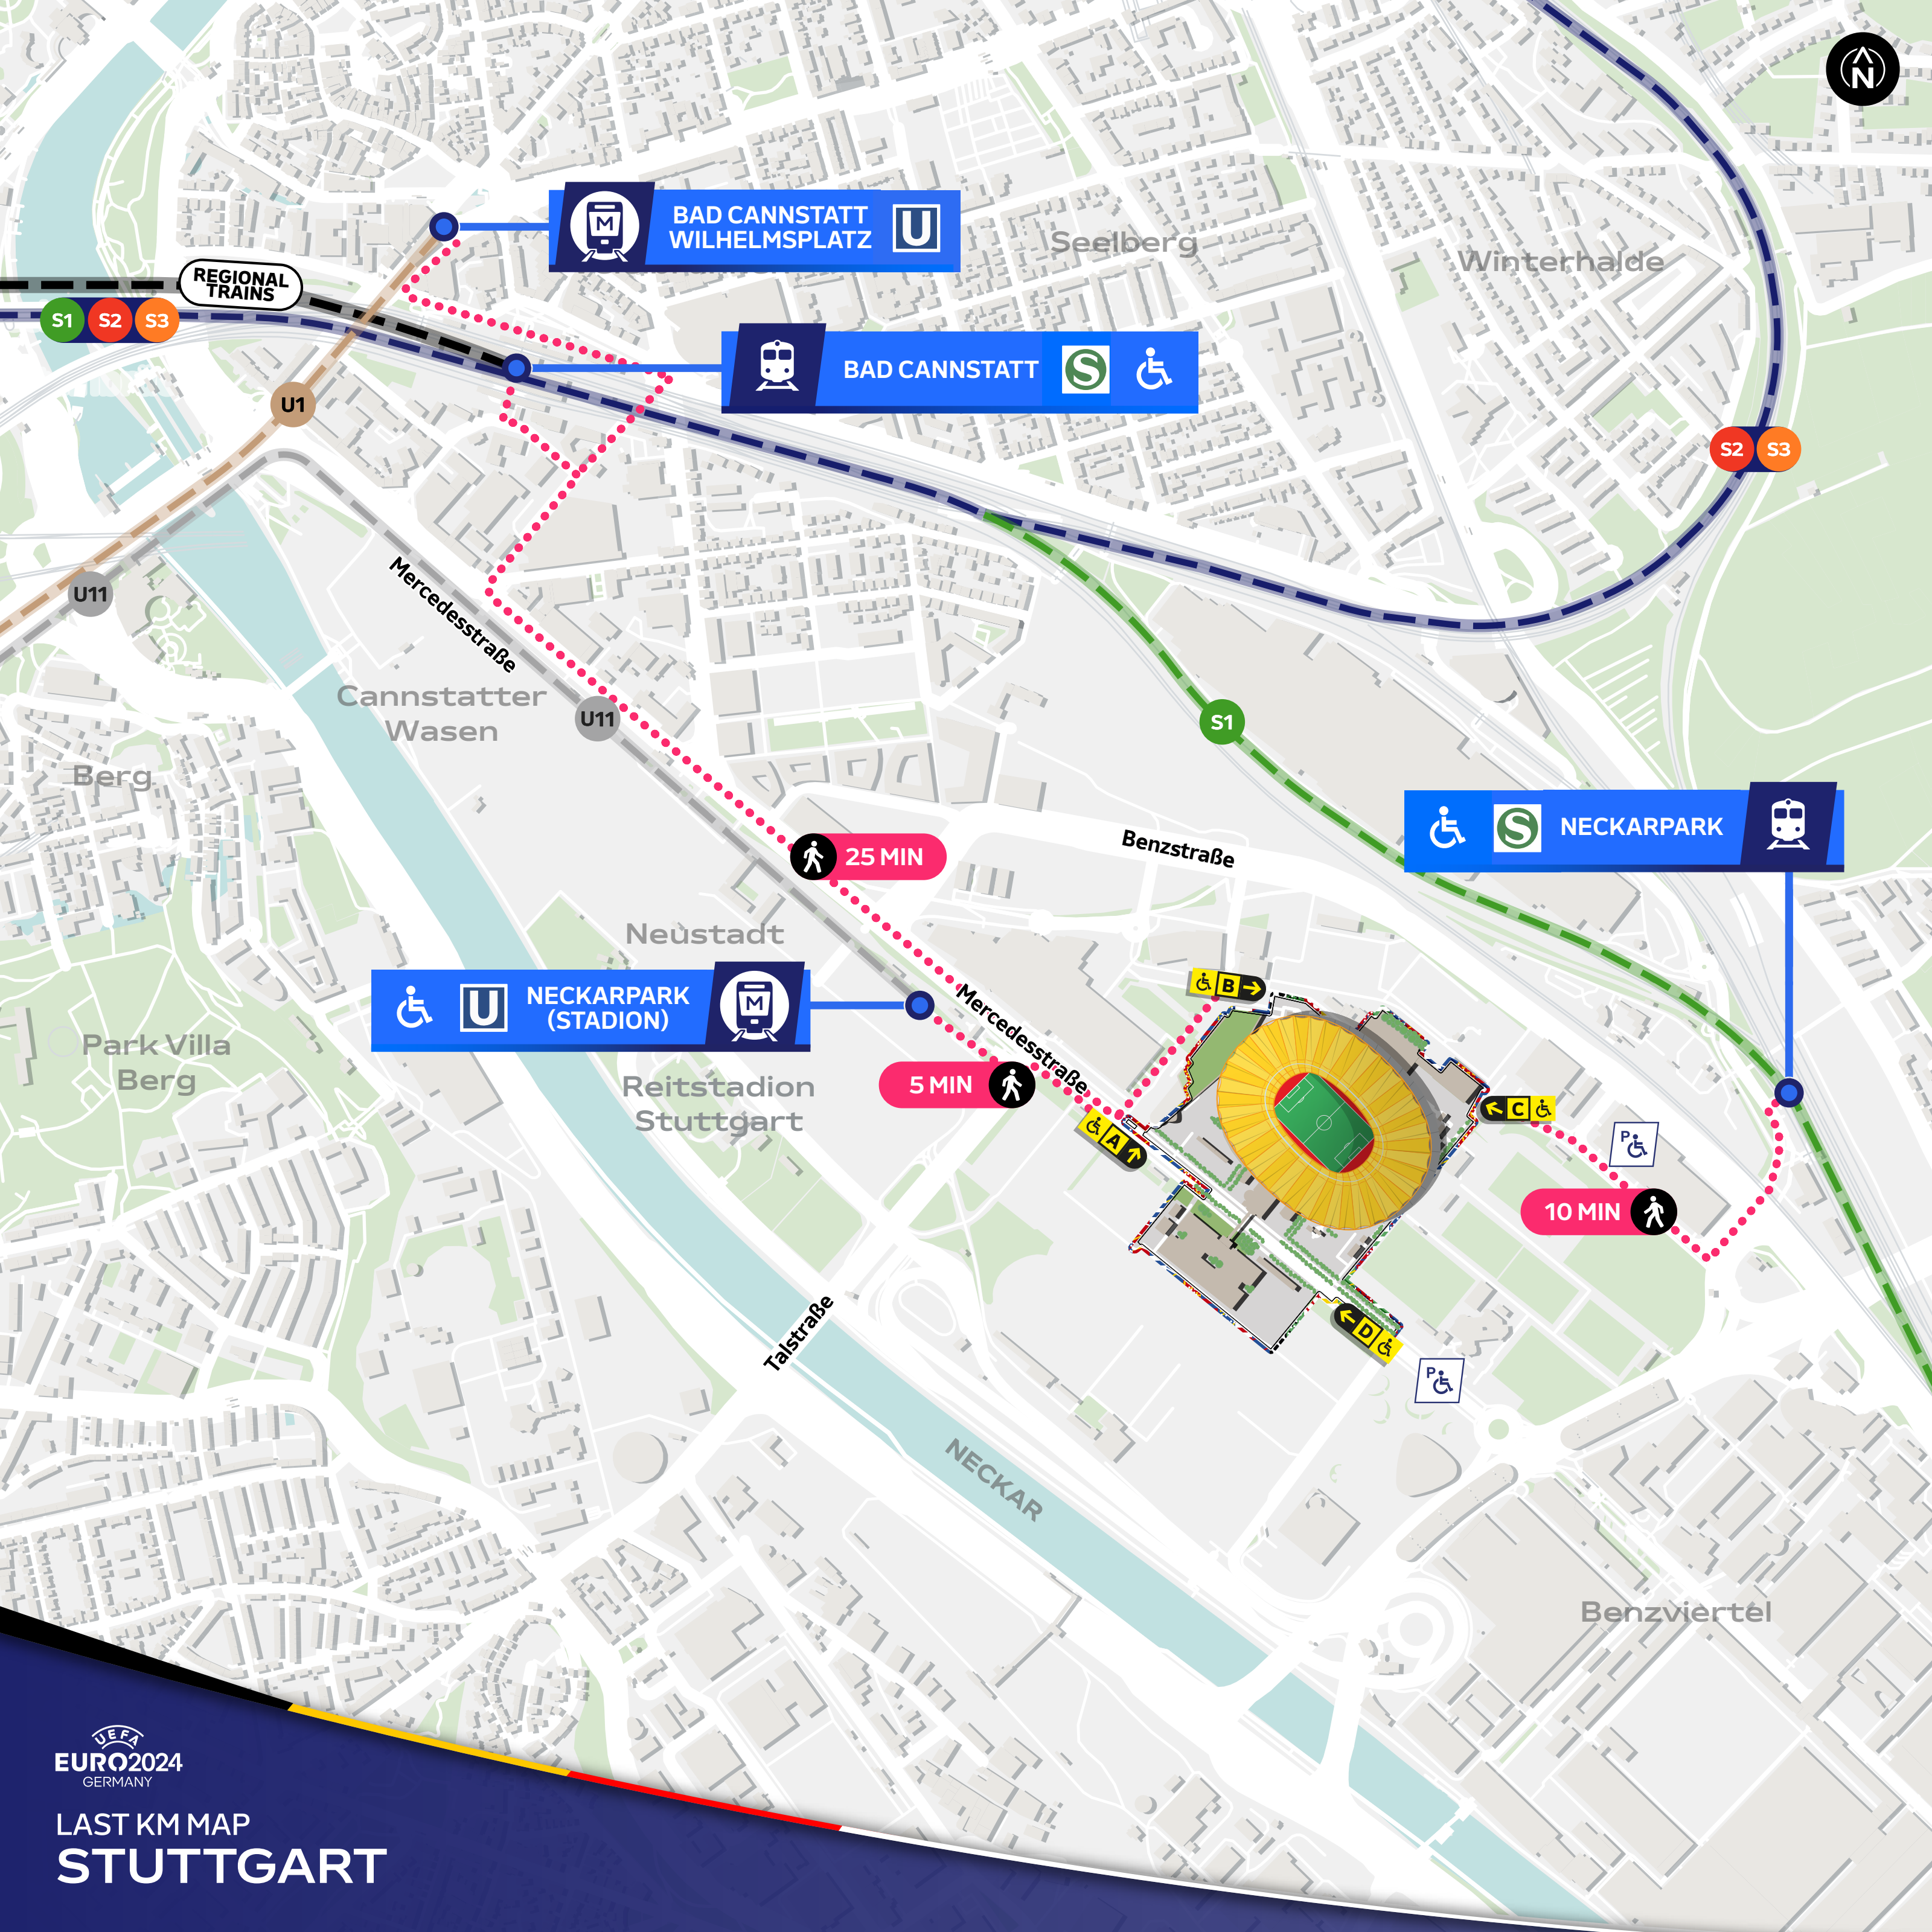 N
BAD CANNSTATT
WILHELMSPLATZ
M
U
Seelberg
Winterhalde
REGIONAL
TRAINS
S1
S2
S3
BAD CANNSTATT
S
U1
S2
S3
U11
Mercedesstraße
Cannstatter
Wasen
U11
S1
Berg
25 MIN
Benzstraße
S
NECKARPARK
Neustadt
U
NECKARPARK
(STADION)
M
Mercedesstraße
B
Park Villa
Berg
5 MIN
Reitstadion
Stuttgart
A
C
P
10 MIN
Talstraße
D
P
NECKAR
Benzviertel
UEFA
EURO2024
GERMANY
LAST KM MAP
STUTTGART